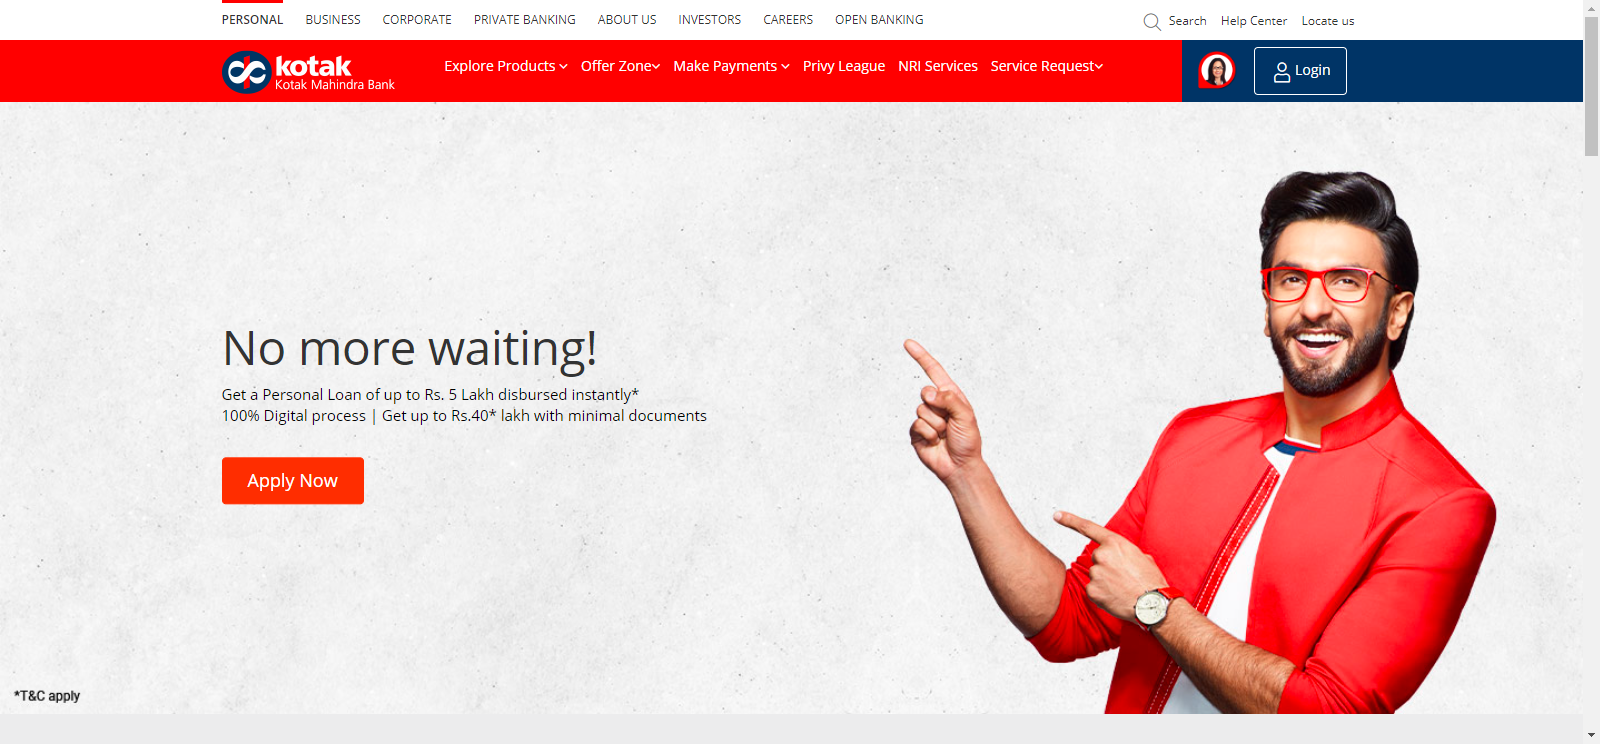 PERSONAL BUSINESS CORPORATE PRIVATE BANKING ABOUT US INVESTORS CAREERS OPEN BANKING Search Help Center Locate us
kotak
Kotak Mahindra Bank
Explore Products Offer Zone Make Payments Privy League NRI Services Service Request Login
No more waiting!
Get a Personal Loan of up to Rs. 5 Lakh disbursed instantly*
100% Digital process | Get up to Rs.40* lakh with minimal documents
Apply Now
*T&C apply